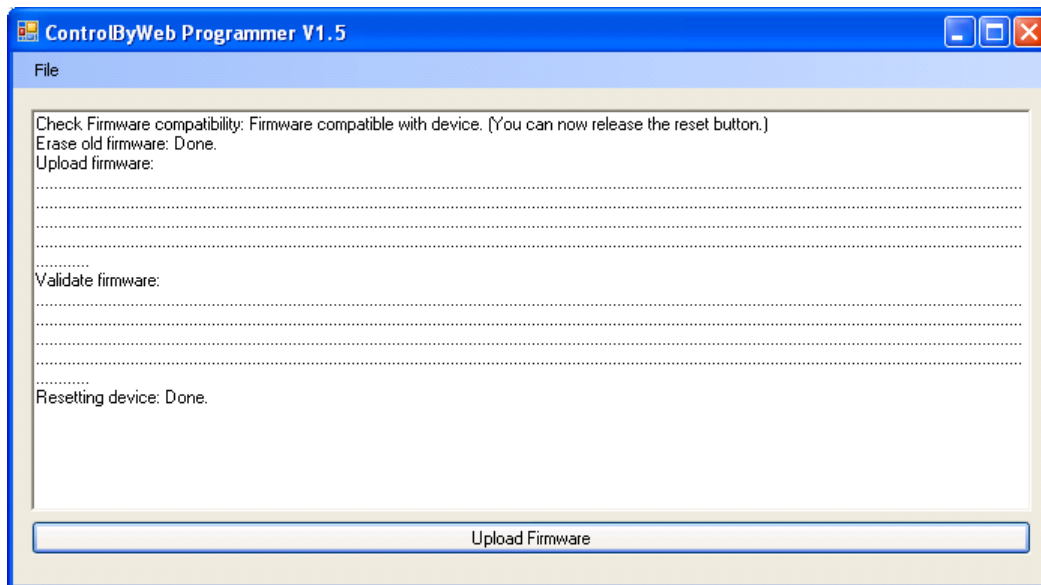 ControlByWeb Programmer V1.5
File
Check Firmware compatibility: Firmware compatible with device. (You can now release the reset button.)
Erase old firmware: Done.
Upload firmware:
................................................................................................................................................................
................................................................................................................................................................
................................................................................................................................................................
................................................................................................................................................................
............
Validate firmware:
................................................................................................................................................................
................................................................................................................................................................
................................................................................................................................................................
................................................................................................................................................................
............
Resetting device: Done.
Upload Firmware